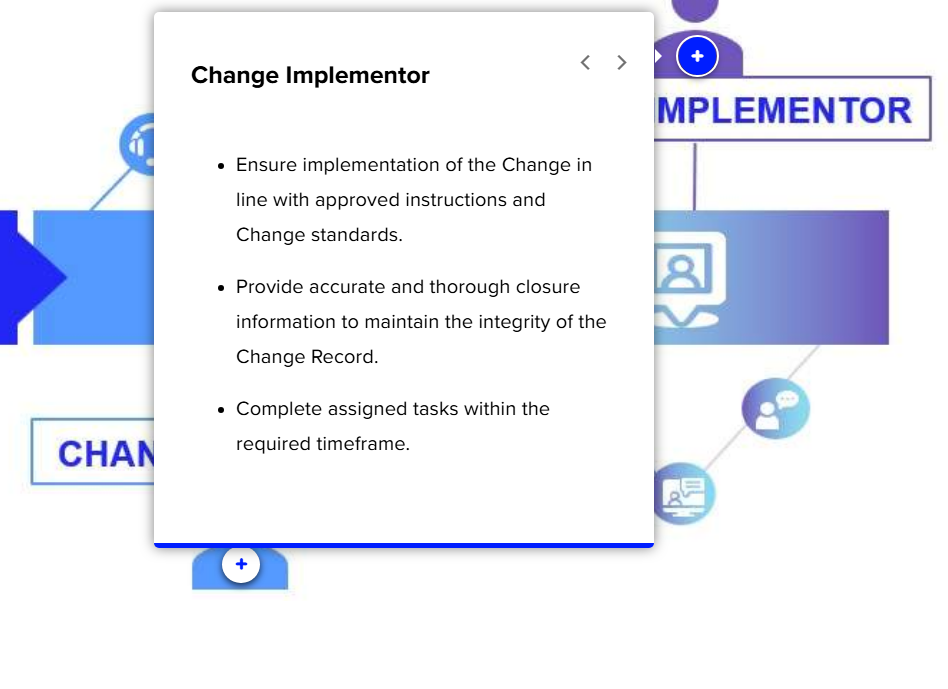 Change Implementor
IMPLEMENTOR
• Ensure implementation of the Change in
line with approved instructions and
Change standards.
• Provide accurate and thorough closure
information to maintain the integrity of the
Change Record.
• Complete assigned tasks within the
required timeframe.
CHAN